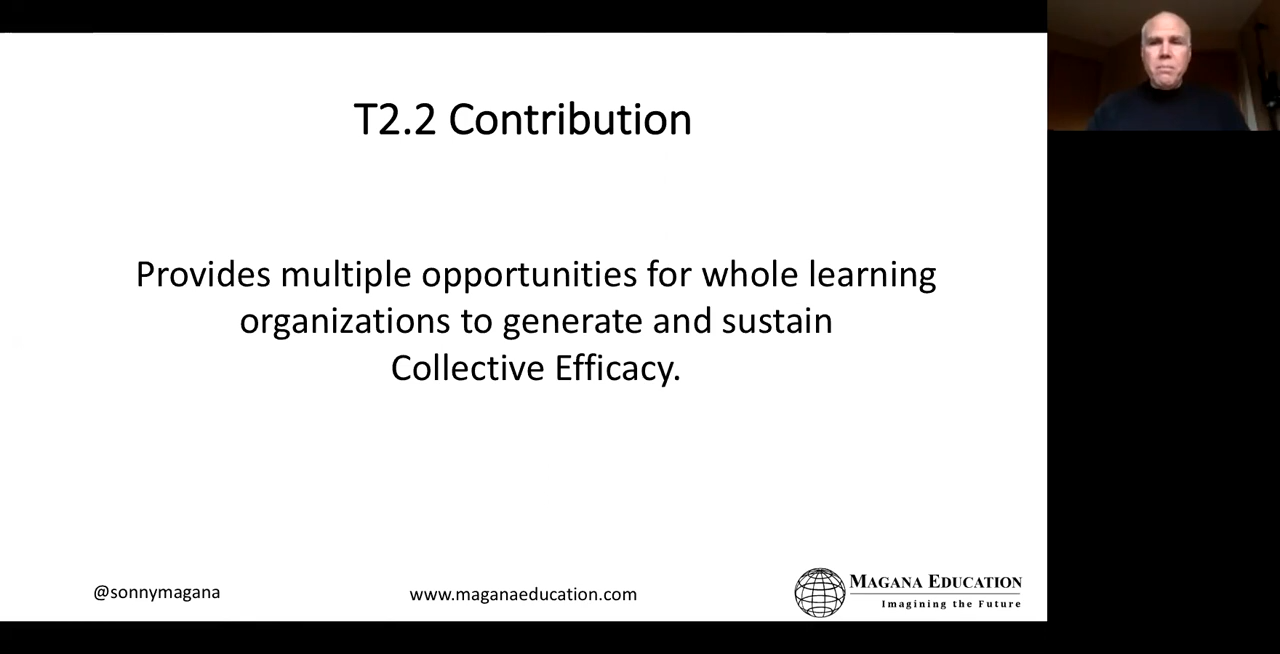 T2.2 Contribution
Provides multiple opportunities for whole learning
organizations to generate and sustain
Collective Efficacy.
@sonnymagana
www.maganaeducation.com
MAGANA EDUCATION
Imagining the Future